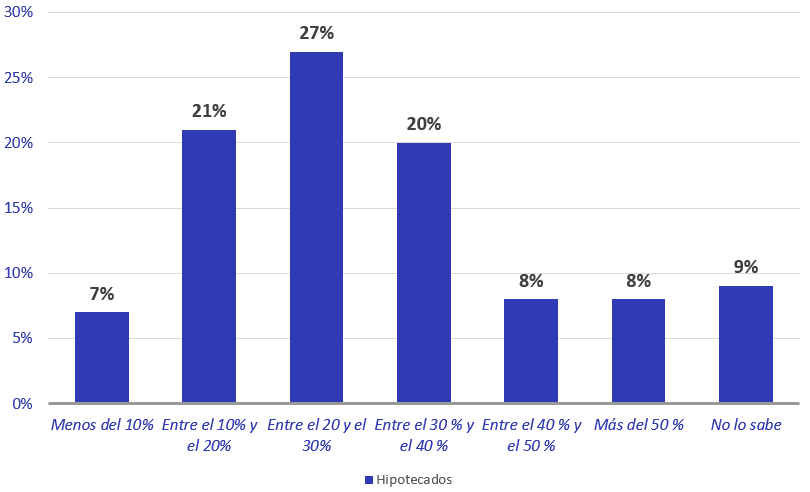 30%
25%
20%
15%
10%
5%
0%
7%
21%
27%
20%
8%
8%
9%
Menos del 10%
Entre el 10% y
el 20%
Entre el 20 y el
30%
Entre el 30 % y
el 40 %
Entre el 40 % y
el 50 %
Más del 50 %
No lo sabe
Hipotecados